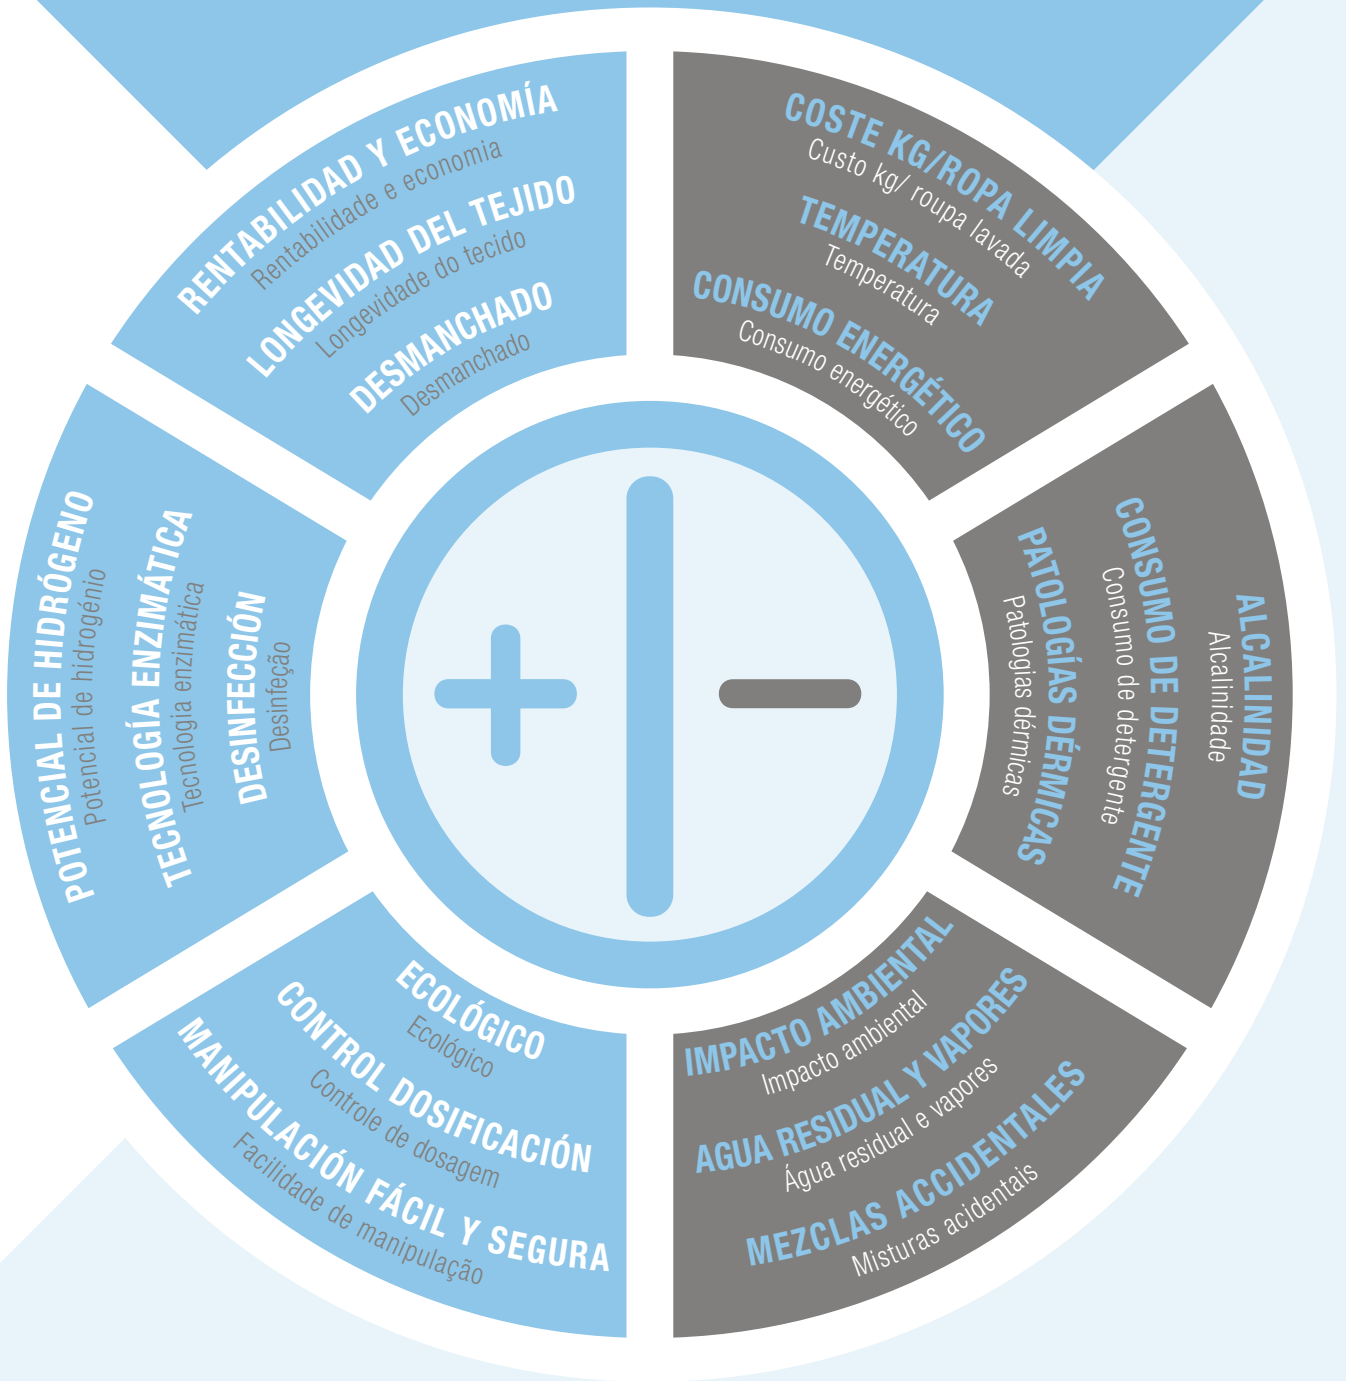 RENTABILIDAD Y ECONOMÍA
Rentabilidade e economia
LONGEVIDAD DEL TEJIDO
Longevidade do tecido
DESMANCHADO
Desmanchado
COSTE KG/ROPA LIMPIA
Custo kg/ roupa lavada
TEMPERATURA
Temperatura
CONSUMO ENERGÉTICO
Consumo energético
POTENCIAL DE HIDRÓGENO
Potencial de hidrogénio
TECNOLOGÍA ENZIMÁTICA
Tecnologia enzimática
DESINFECCIÓN
Desinfeção
ALCALINIDAD
Alcalinidade
CONSUMO DE DETERGENTE
Consumo de detergente
PATOLOGÍAS DÉRMICAS
Patologias dérmicas
ECOLÓGICO
Ecológico
CONTROL DOSIFICACIÓN
Controle de dosagem
MANIPULACIÓN FÁCIL Y SEGURA
Facilidade de manipulação
IMPACTO AMBIENTAL
Impacto ambiental
AGUA RESIDUAL Y VAPORES
Água residual e vapores
MEZCLAS ACCIDENTALES
Misturas acidentais